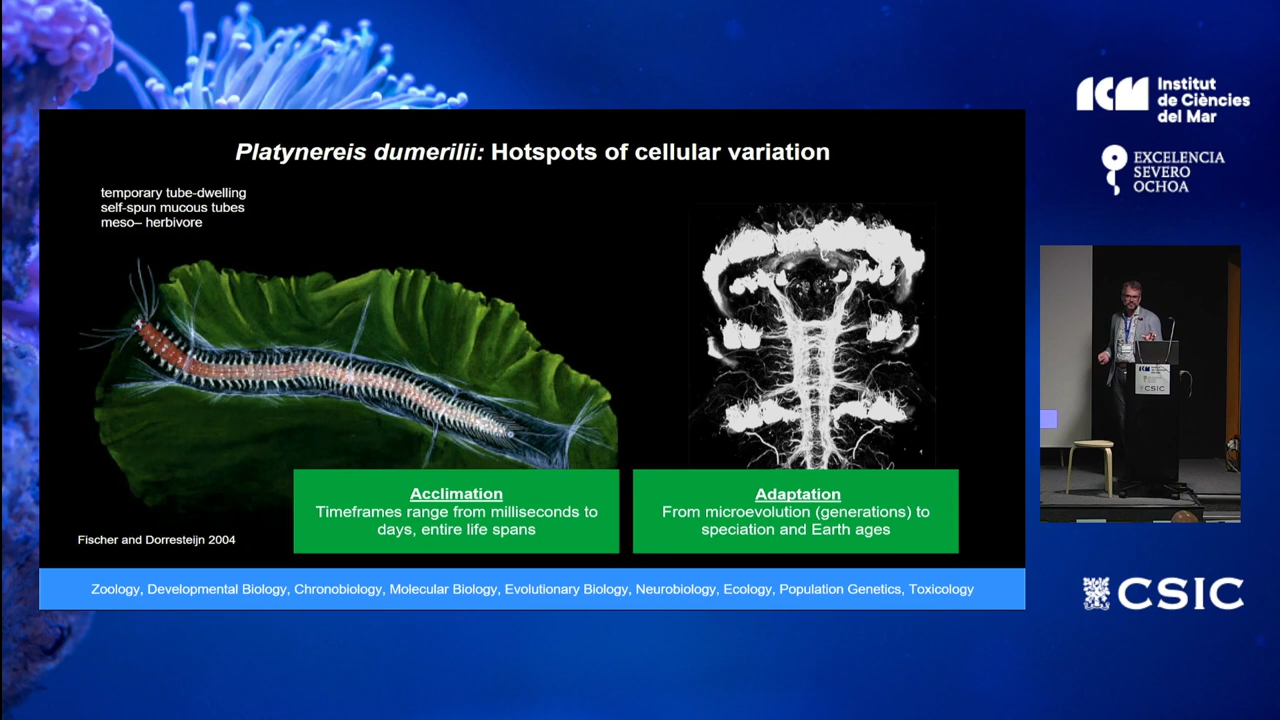 Platynereis dumerilii: Hotspots of cellular variation
temporary tube-dwelling
self-spun mucous tubes
meso– herbivore
Acclimation
Timeframes range from milliseconds to
days, entire life spans
Adaptation
From microevolution (generations) to
speciation and Earth ages
Fischer and Dorresteijn 2004
Zoology, Developmental Biology, Chronobiology, Molecular Biology, Evolutionary Biology, Neurobiology, Ecology, Population Genetics, Toxicology
ICM
Institut
de Ciències
del Mar
EXCELENCIA
SEVERO
OCHOA
CSIC
CSIC